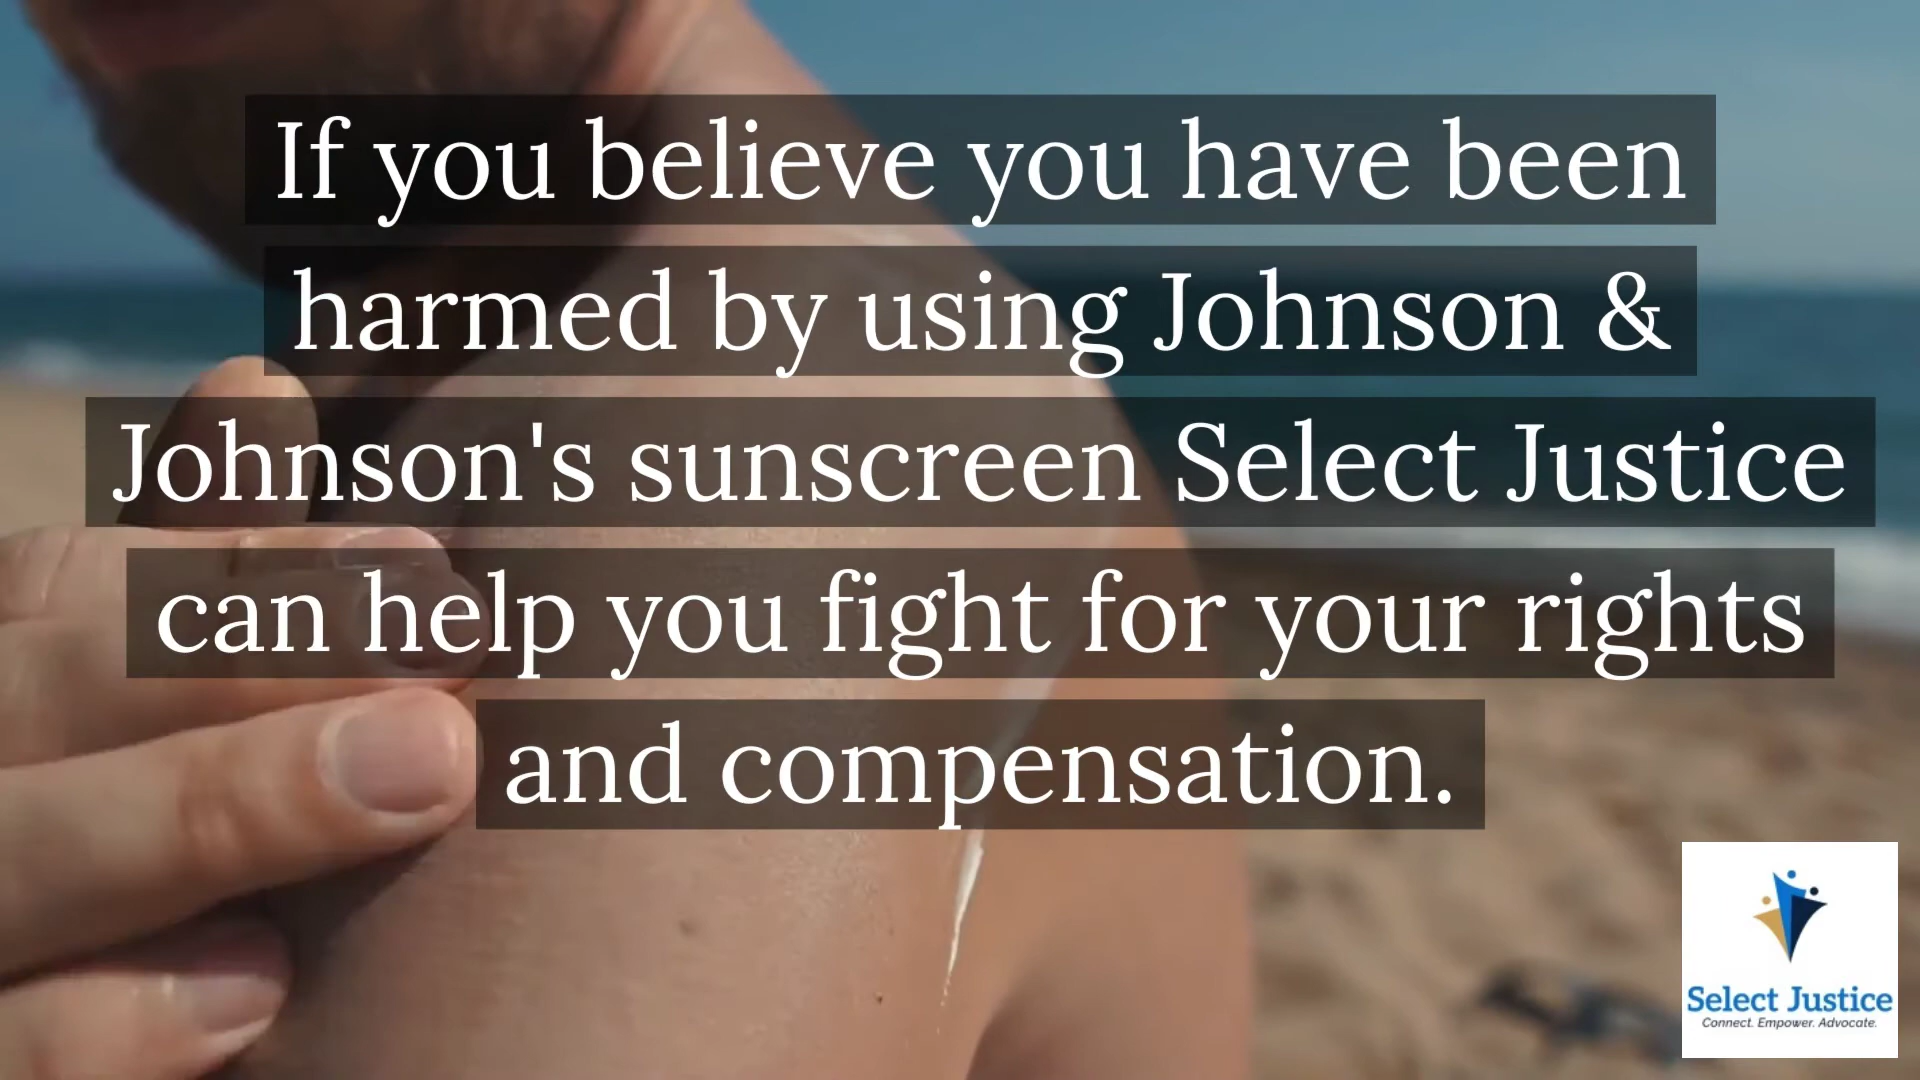 If you believe you have been
harmed by using Johnson &
Johnson's sunscreen Select Justice
can help you fight for your rights
and compensation.
Select Justice
Connect. Empower. Advocate.